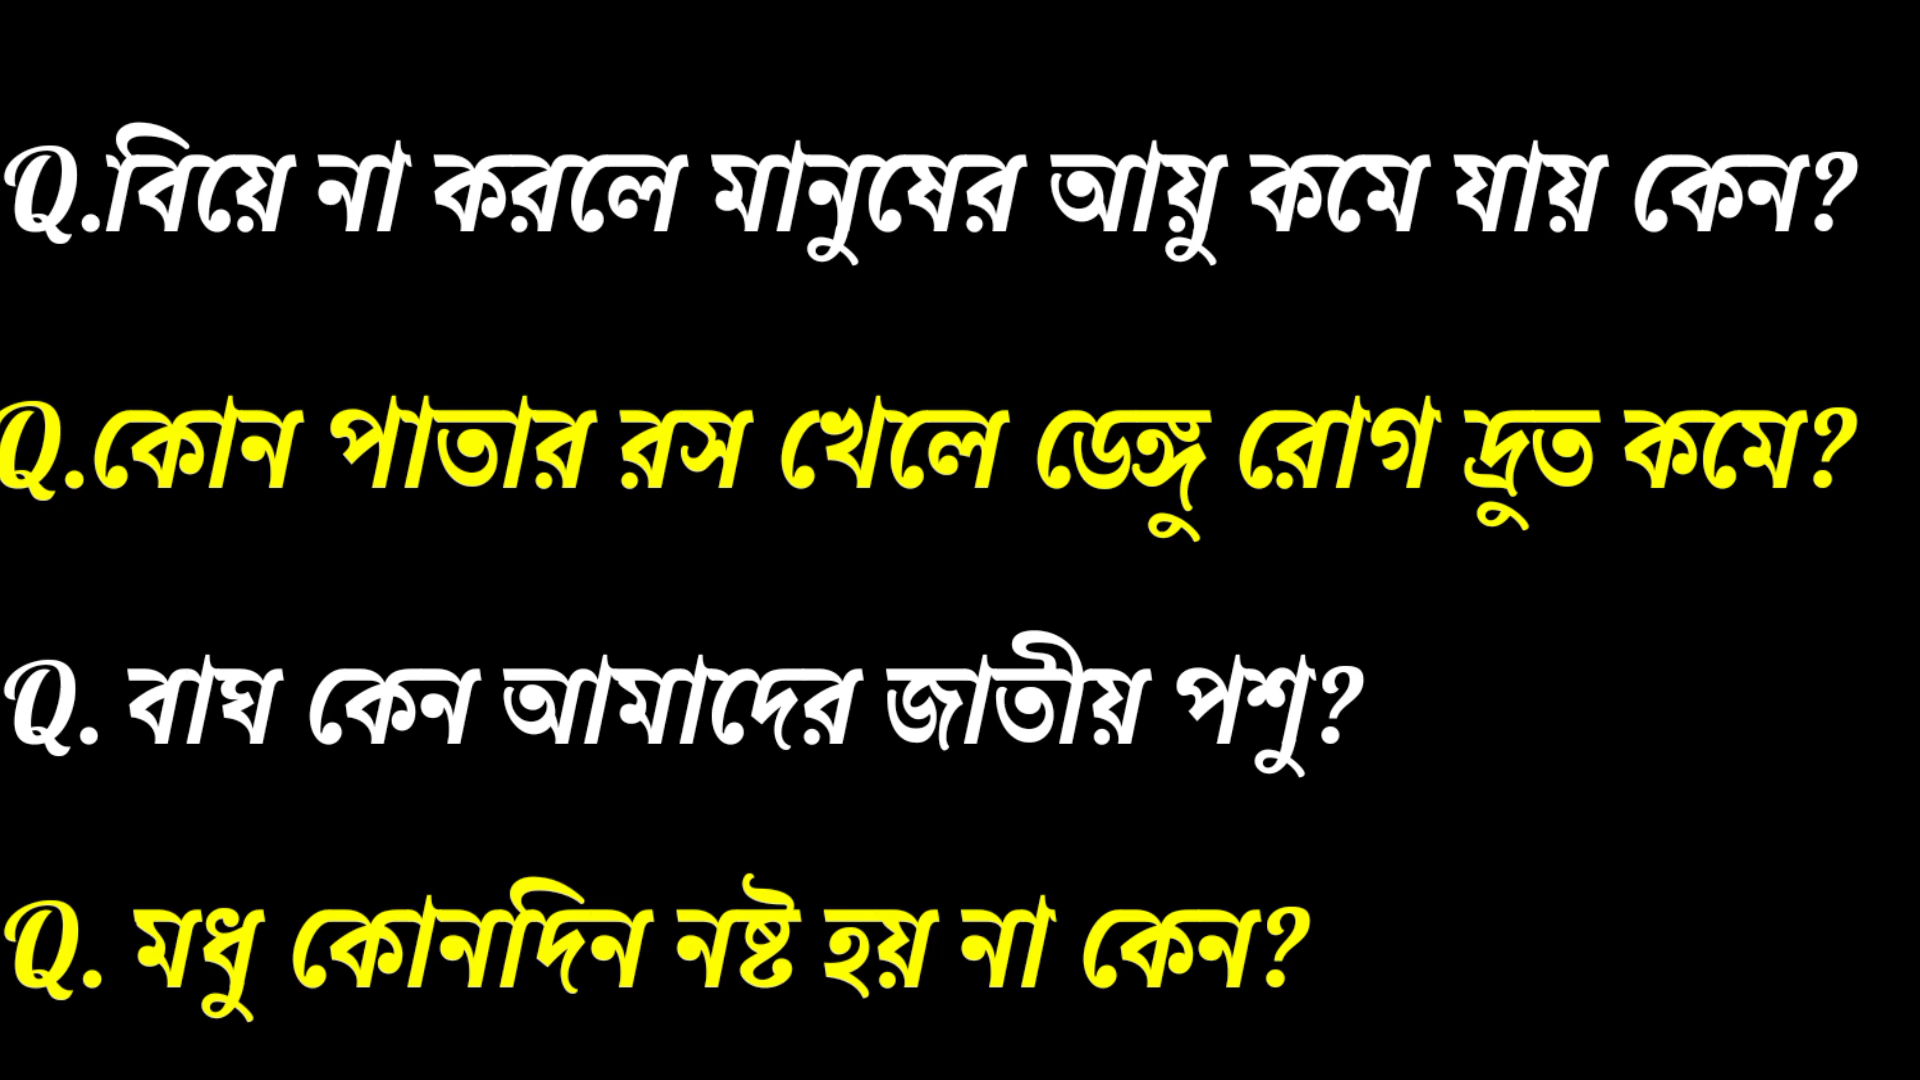 Q.বিয়ে না করলে মানুষের আয়ু কমে যায় কেন?
Q.কোন পাতার রস খেলে ডেঙ্গু রোগ দ্রুত কমে?
Q. বাঘ কেন আমাদের জাতীয় পশু?
Q. মধু কোনদিন নষ্ট হয় না কেন?